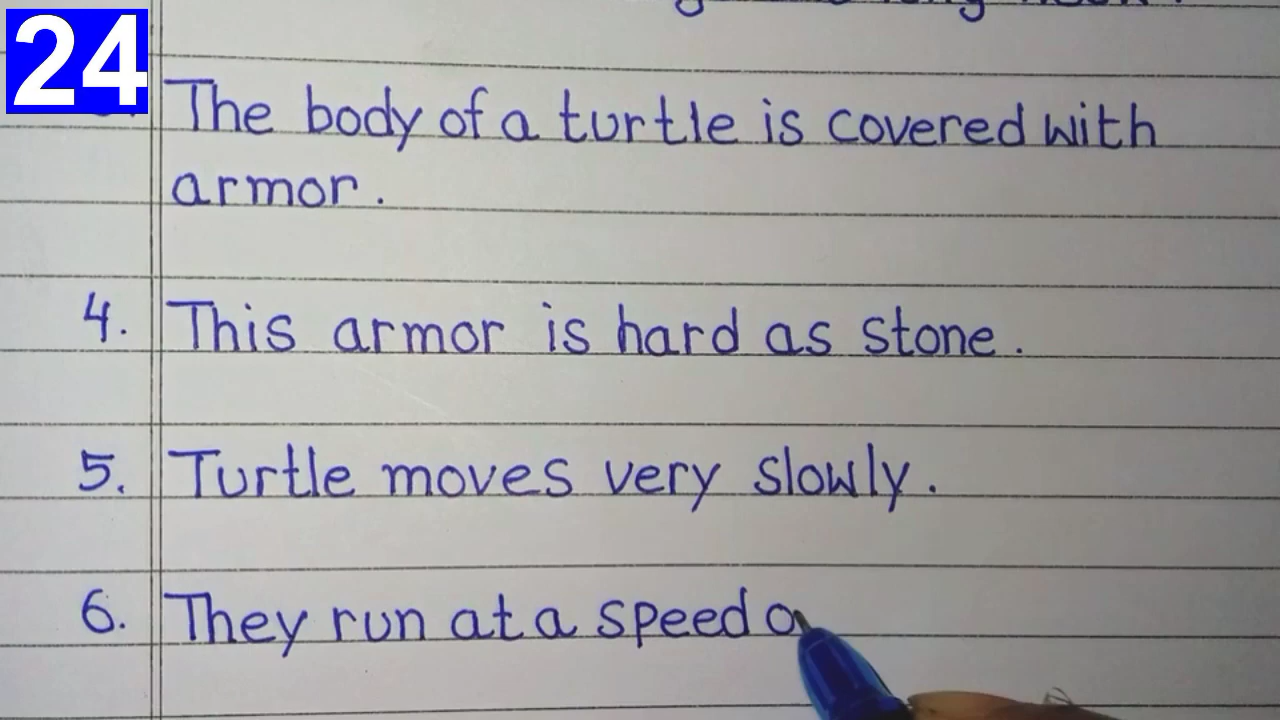 24
The body of a turtle is covered with
armor.
4. This armor is hard as stone.
5. Turtle moves very slowly.
6. They run at a speed o